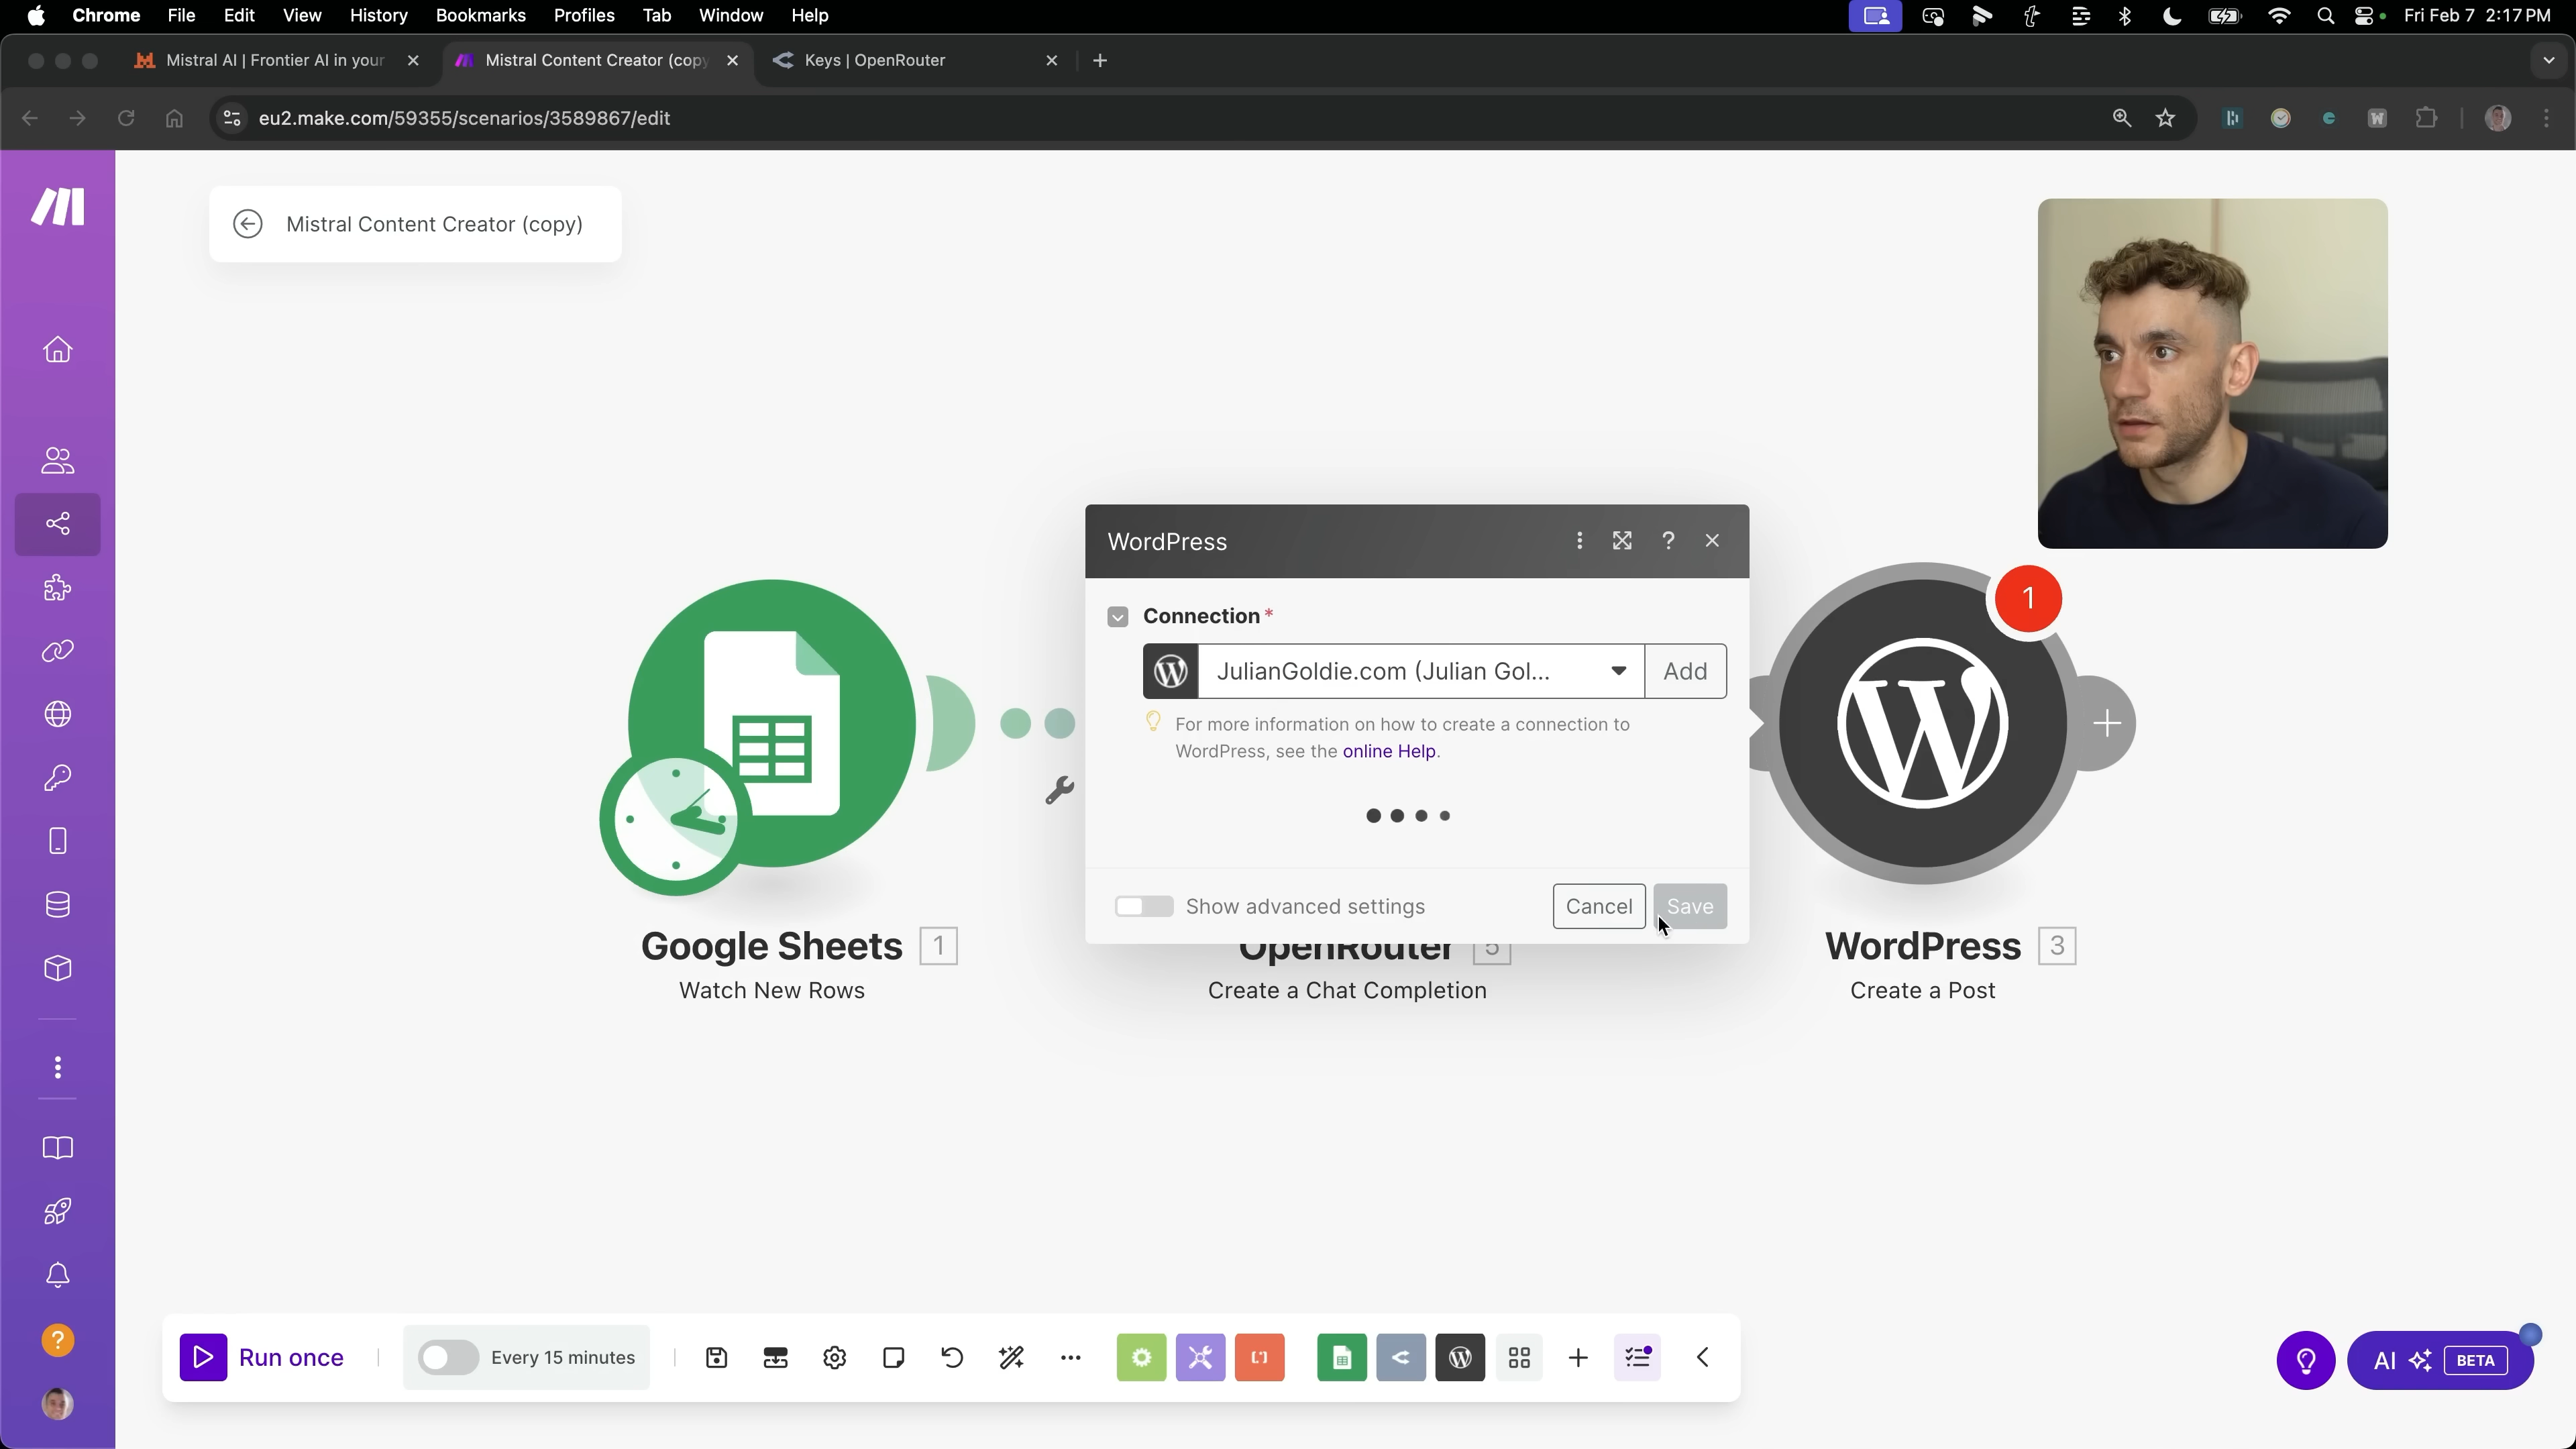 Chrome File Edit View History Bookmarks Profiles Tab Window Help Fri Feb 7 2:17 PM
Mistral AI | Frontier AI in your Mistral Content Creator (copy Keys | OpenRouter
eu2.make.com/59355/scenarios/3589867/edit
Mistral Content Creator (copy)
WordPress
Connection*
JulianGoldie.com (Julian Gol... Add
For more information on how to create a connection to
WordPress, see the online Help.
1
Show advanced settings Cancel Save
Google Sheets 1
Watch New Rows
OpenRouter 5
Create a Chat Completion
WordPress 3
Create a Post
Run once Every 15 minutes
AI BETA